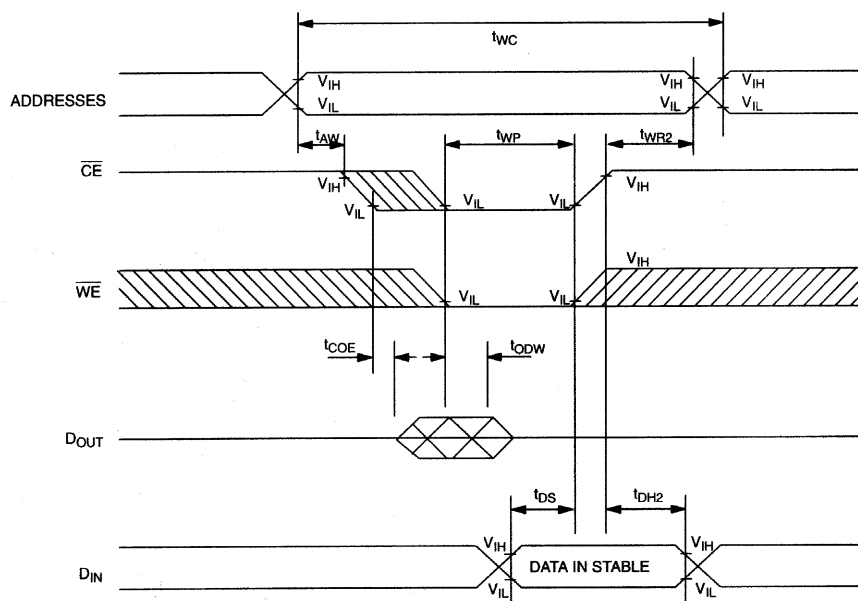 tWC
ADDRESSES
VIH
VIL
VIH
VIL
VIH
VIL
tAW
tWP
tWR2
CE
VIH
VIL
VIL
VIL
VIH
WE
VIL
VIL
VIH
tCOE
tODW
DOUT
tDS
tDH2
DIN
VIH
VIL
DATA IN STABLE
VIH
VIL